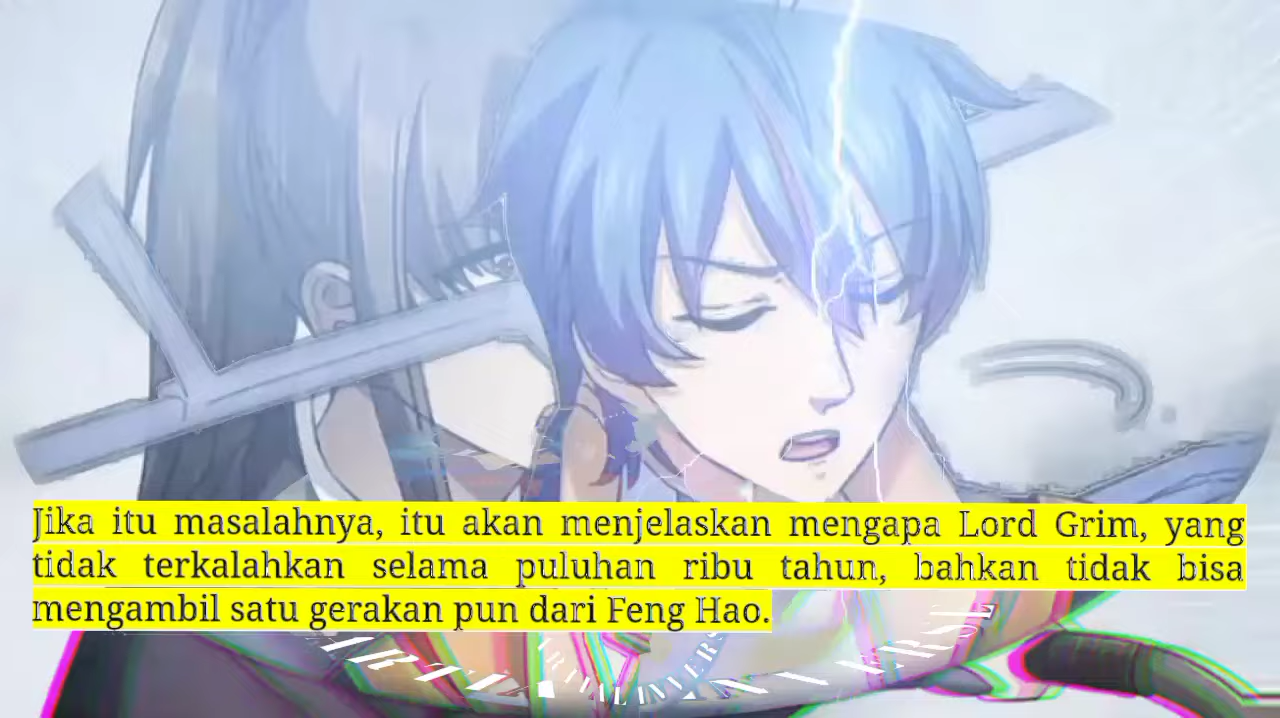 Jika itu masalahnya, itu akan menjelaskan mengapa Lord Grim, yang
tidak terkalahkan selama puluhan ribu tahun, bahkan tidak bisa
mengambil satu gerakan pun dari Feng Hao.